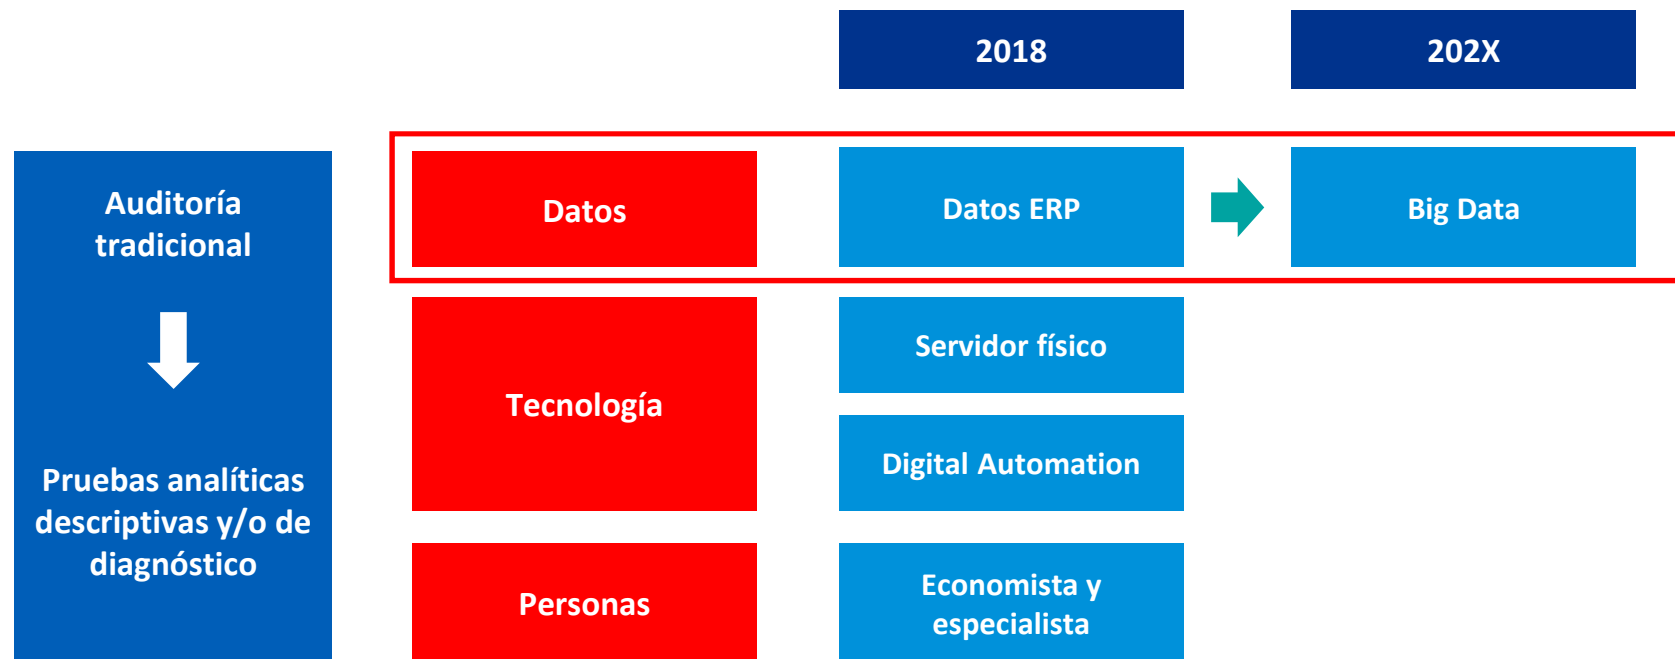 2018
202X
Auditoría
tradicional
Pruebas analíticas
descriptivas y/o de
diagnóstico
Datos
Datos ERP
Big Data
Tecnología
Servidor físico
Digital Automation
Personas
Economista y
especialista